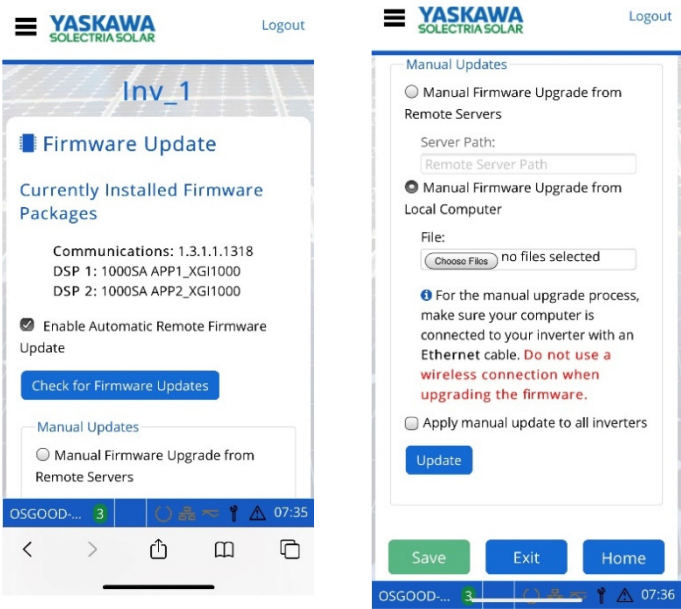 YASKAWA
SOLECTRIA SOLAR
Logout
Inv_1
Firmware Update
Currently Installed Firmware
Packages
Communications: 1.3.1.1.1318
DSP 1: 1000SA APP1_XGI1000
DSP 2: 1000SA APP2_XGI1000
Enable Automatic Remote Firmware
Update
Check for Firmware Updates
Manual Updates
Manual Firmware Upgrade from
Remote Servers
OSGOOD-... 3 07:35
YASKAWA
SOLECTRIA SOLAR
Logout
Manual Updates
Manual Firmware Upgrade from
Remote Servers
Server Path:
Remote Server Path
Manual Firmware Upgrade from
Local Computer
File:
Choose Files no files selected
For the manual upgrade process,
make sure your computer is
connected to your inverter with an
Ethernet cable. Do not use a
wireless connection when
upgrading the firmware.
Apply manual update to all inverters
Update
Save Exit Home
OSGOOD-... 3 07:36